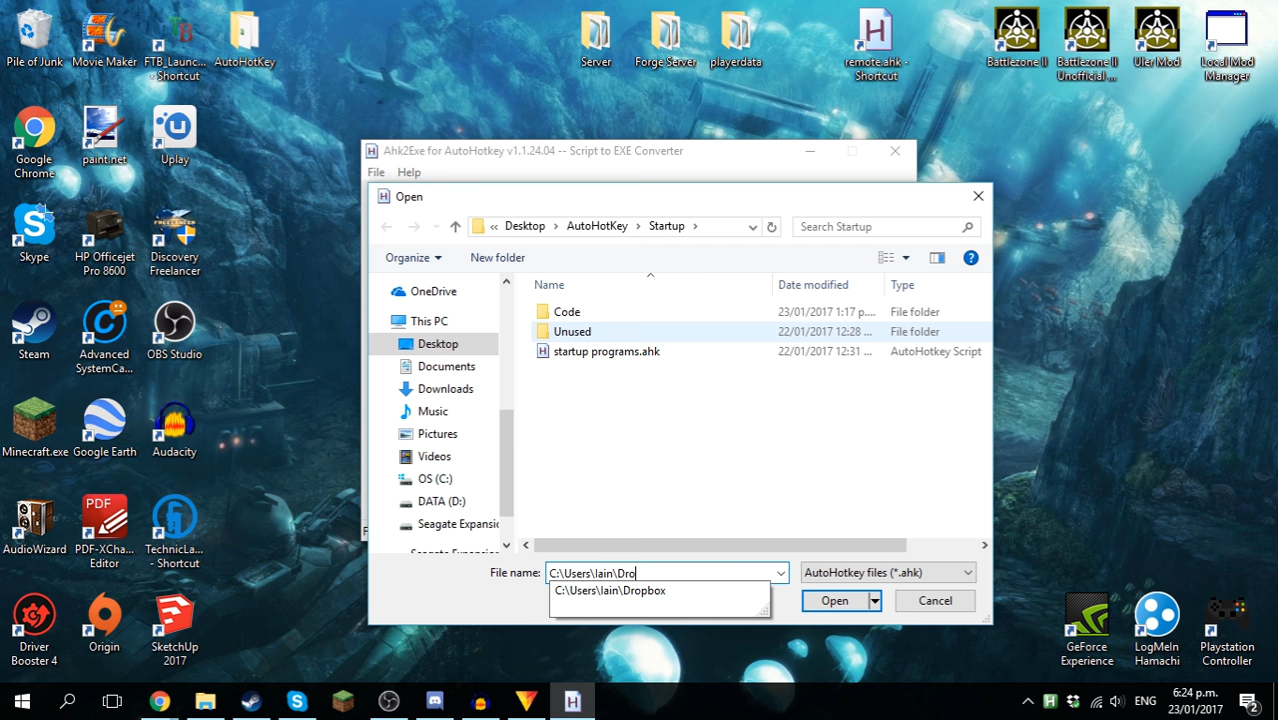 Pile of Junk
Movie Maker
FTB_Launc...
- Shortcut
AutoHotKey
Server
Forge Server
playerdata
remote.ahk -
Shortcut
Battlezone II
Battlezone II
Unofficial ...
Uler Mod
Local Mod
Manager
Google
Chrome
paint.net
Uplay
Skype
HP Officejet
Pro 8600
Discovery
Freelancer
Steam
Advanced
SystemCa...
OBS Studio
Minecraft.exe
Google Earth
Audacity
AudioWizard
PDF-XCha...
Editor
TechnicLa...
- Shortcut
Driver
Booster 4
Origin
SketchUp
2017
GeForce
Experience
LogMeIn
Hamachi
Playstation
Controller
Ahk2Exe for AutoHotkey v1.1.24.04 -- Script to EXE Converter
File Help
Open
« Desktop > AutoHotKey > Startup >
Search Startup
Organize
New folder
Name Date modified Type
OneDrive
This PC
Desktop
Documents
Downloads
Music
Pictures
Videos
OS (C:)
DATA (D:)
Seagate Expansio
Code 23/01/2017 1:17 p.... File folder
Unused 22/01/2017 12:28 ... File folder
startup programs.ahk 22/01/2017 12:31 ... AutoHotkey Script
File name: C:\Users\Iain\Dro
AutoHotkey files (*.ahk)
C:\Users\Iain\Dropbox
Open
Cancel
PDF
ENG
6:24 p.m.
23/01/2017
2